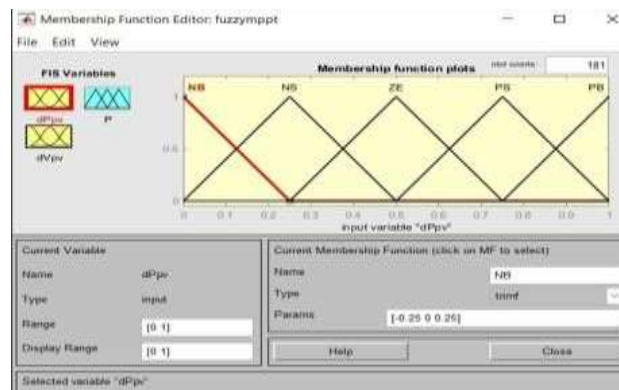 Membership Function Editor: fuzzymppt
File Edit View
FIS Variables
Membership function plots
plot points:
181
dPpv
P
dVpv
NB NS ZE PS PB
1
0.5
0
0 0.1 0.2 0.3 0.4 0.5 0.6 0.7 0.8 0.9 1
input variable "dPpv"
Current Variable
Current Membership Function (click on MF to select)
Name dPpv
Name NB
Type input
Type trimf
Params [-0.25 0 0.25]
Range [0 1]
Display Range [0 1]
Help Close
Selected variable "dPpv"